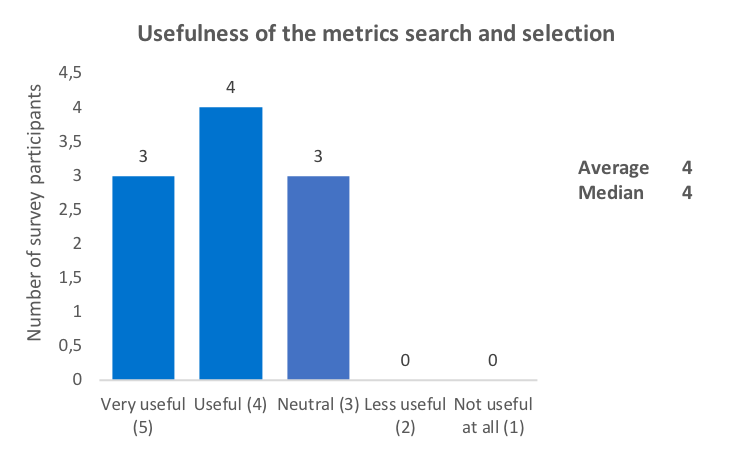 Usefulness of the metrics search and selection
Number of survey participants
4,5
4
3,5
3
2,5
2
1,5
1
0,5
0
3
4
3
0
0
Very useful
(5)
Useful (4)
Neutral (3)
Less useful
(2)
Not useful
at all (1)
Average 4
Median 4